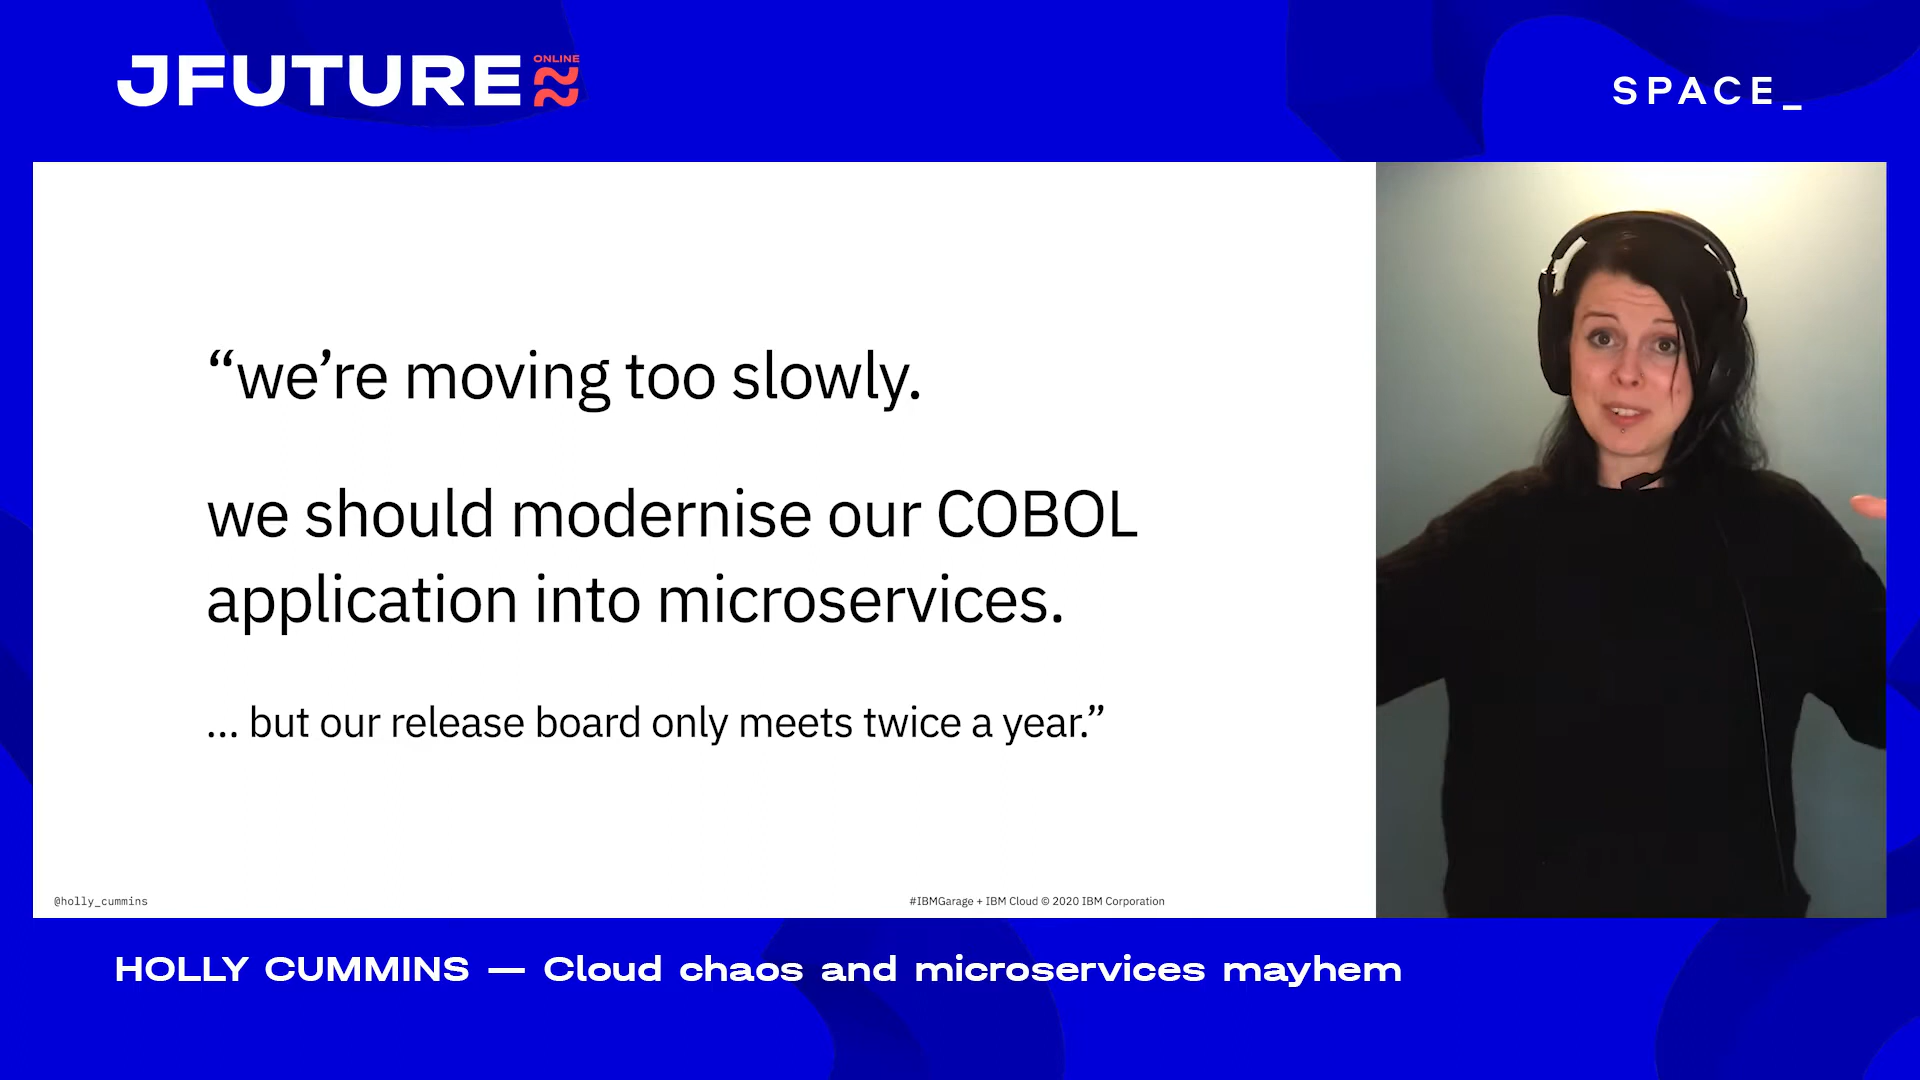 JFUTURE ONLINE
SPACE_
“we’re moving too slowly.
we should modernise our COBOL
application into microservices.
... but our release board only meets twice a year.”
@holly_cummins
#IBMGarage + IBM Cloud © 2020 IBM Corporation
HOLLY CUMMINS — Cloud chaos and microservices mayhem